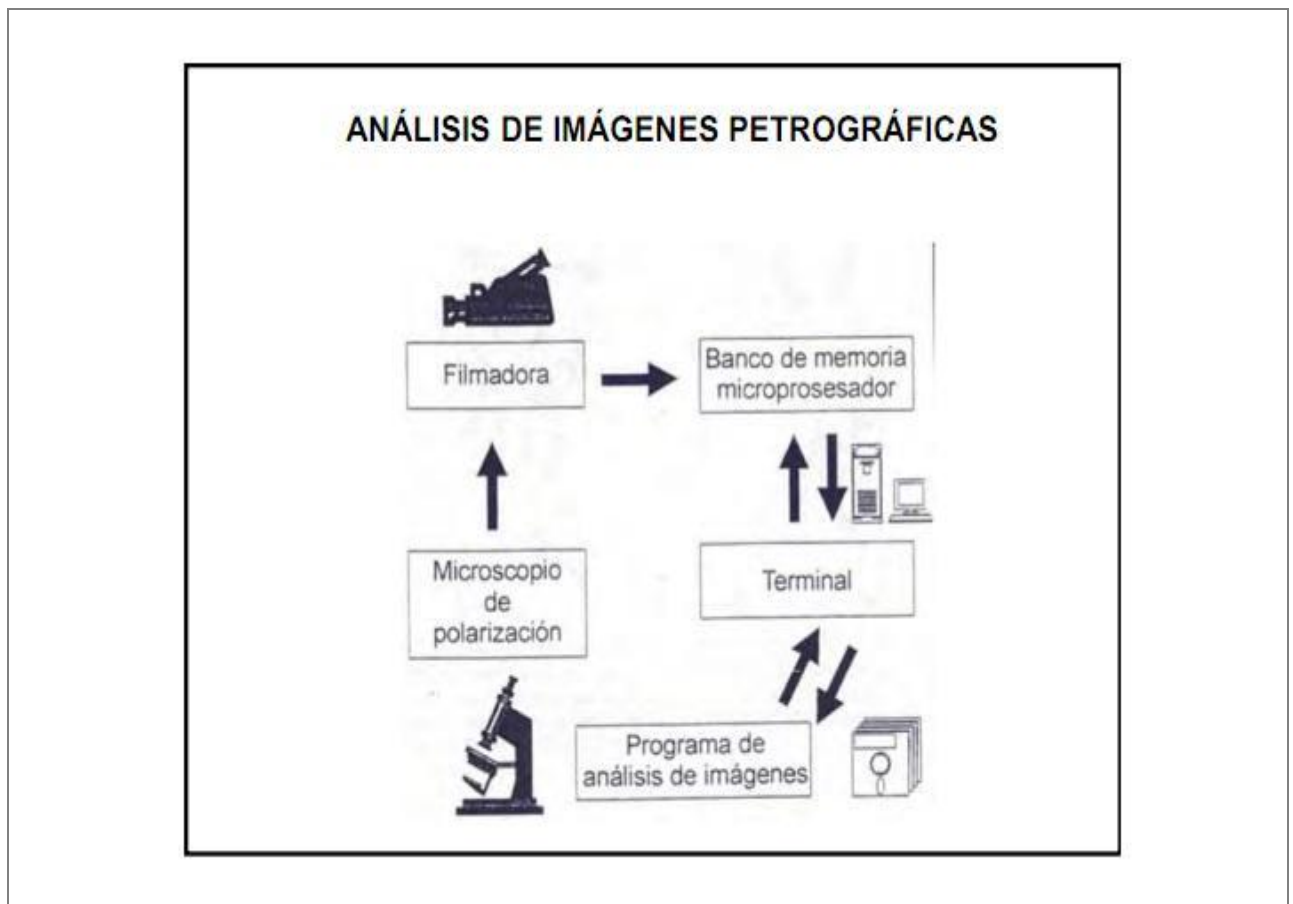 ANÁLISIS DE IMÁGENES PETROGRÁFICAS
Filmadora
Banco de memoria
microprosesador
Microscopio
de
polarización
Terminal
Programa de
análisis de imágenes